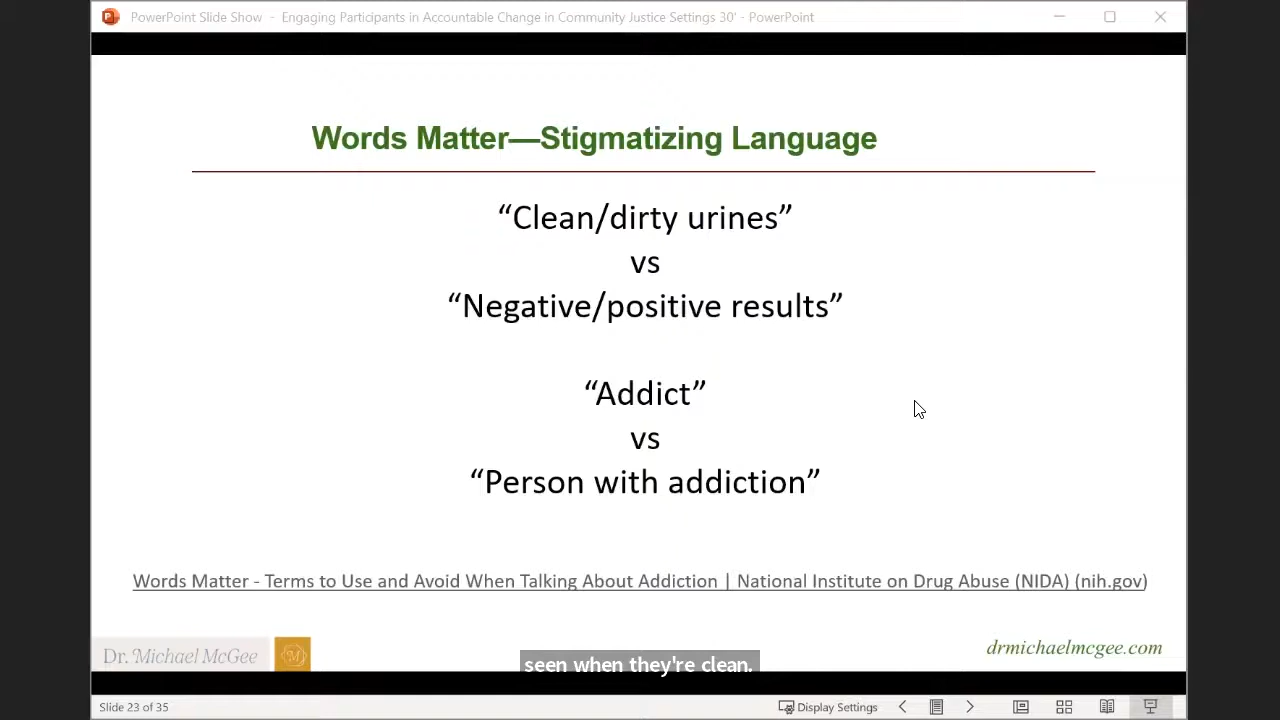 PowerPoint Slide Show - Engaging Participants in Accountable Change in Community Justice Settings 30' - PowerPoint
Words Matter—Stigmatizing Language
“Clean/dirty urines”
vs
“Negative/positive results”
“Addict”
vs
“Person with addiction”
Words Matter - Terms to Use and Avoid When Talking About Addiction | National Institute on Drug Abuse (NIDA) (nih.gov)
Dr. Michael McGee
M
drmichaelmcgee.com
seen when they're clean.
Slide 23 of 35
Display Settings